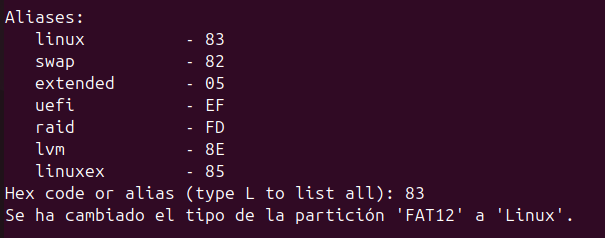 Aliases:
linux - 83
swap - 82
extended - 05
uefi - EF
raid - FD
lvm - 8E
linuxex - 85
Hex code or alias (type L to list all): 83
Se ha cambiado el tipo de la partición 'FAT12' a 'Linux'.